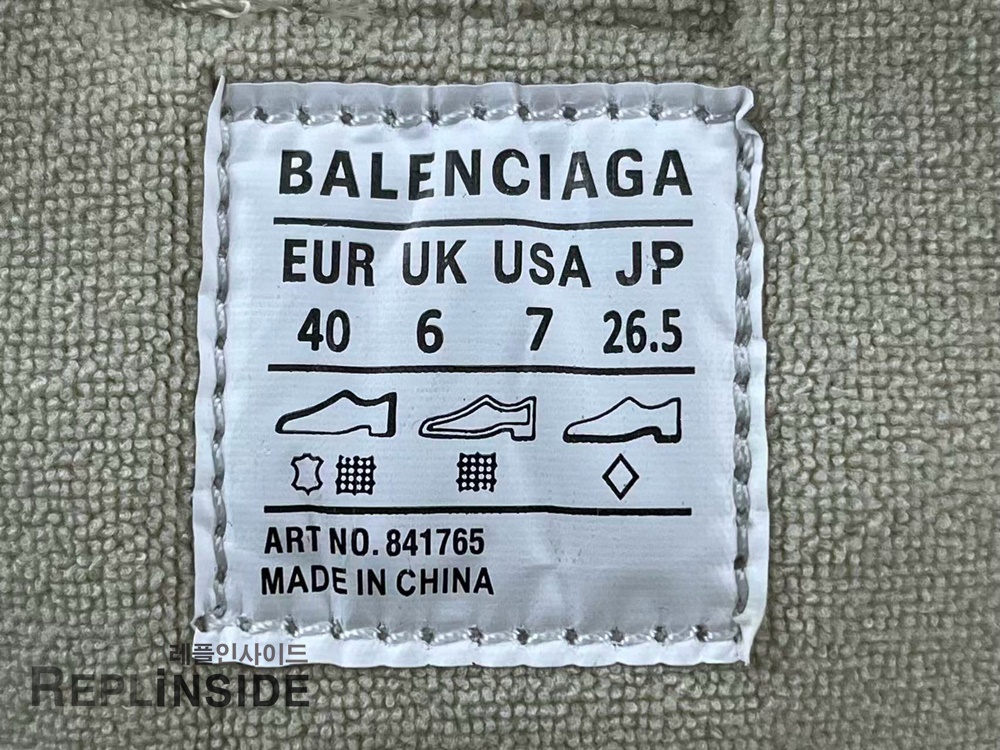 BALENCIAGA
EUR UK USA JP
40 6 7 26.5
ART NO. 841765
MADE IN CHINA
레플인사이드
REPLINSIDE